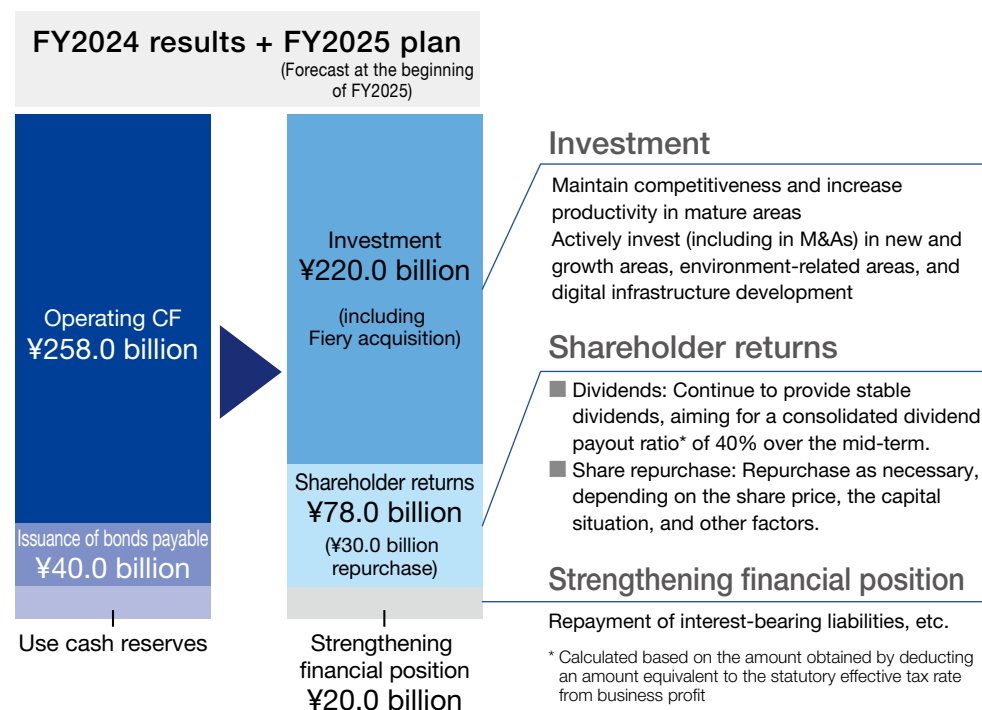 FY2024 results + FY2025 plan
(Forecast at the beginning
of FY2025)
Operating CF
¥258.0 billion
Issuance of bonds payable
¥40.0 billion
Use cash reserves
Investment
¥220.0 billion
(including
Fiery acquisition)
Shareholder returns
¥78.0 billion
(¥30.0 billion
repurchase)
Strengthening
financial position
¥20.0 billion
Investment
Maintain competitiveness and increase
productivity in mature areas
Actively invest (including in M&As) in new and
growth areas, environment-related areas, and
digital infrastructure development
Shareholder returns
■ Dividends: Continue to provide stable
dividends, aiming for a consolidated dividend
payout ratio* of 40% over the mid-term.
■ Share repurchase: Repurchase as necessary,
depending on the share price, the capital
situation, and other factors.
Strengthening financial position
Repayment of interest-bearing liabilities, etc.
* Calculated based on the amount obtained by deducting
an amount equivalent to the statutory effective tax rate
from business profit